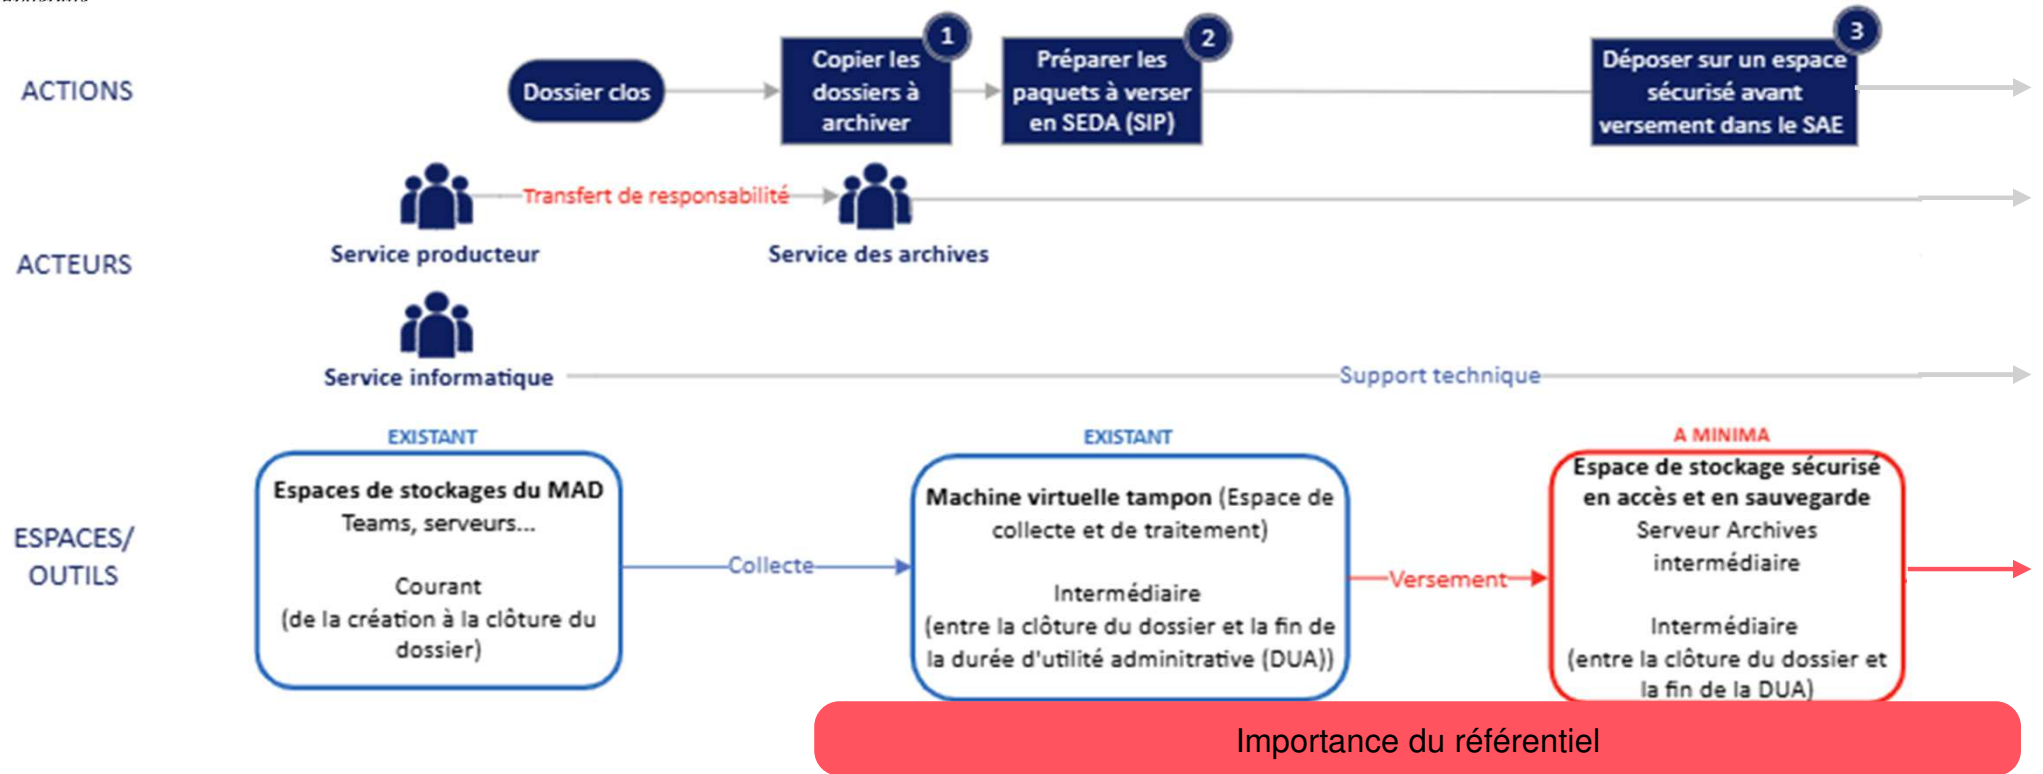 ACTIONS
Dossier clos
1
Copier les
dossiers à
archiver
2
Préparer les
paquets à verser
en SEDA (SIP)
3
Déposer sur un espace
sécurisé avant
versement dans le SAE
ACTEURS
Transfert de responsabilité
Service producteur
Service des archives
Service informatique
Support technique
ESPACES/
OUTILS
EXISTANT
Espaces de stockages du MAD
Teams, serveurs...
Courant
(de la création à la clôture du
dossier)
Collecte
EXISTANT
Machine virtuelle tampon (Espace de
collecte et de traitement)
Intermédiaire
(entre la clôture du dossier et la fin de
la durée d'utilité adminitrative (DUA))
Versement
A MINIMA
Espace de stockage sécurisé
en accès et en sauvegarde
Serveur Archives
intermédiaire
Intermédiaire
(entre la clôture du dossier et
la fin de la DUA)
Importance du référentiel